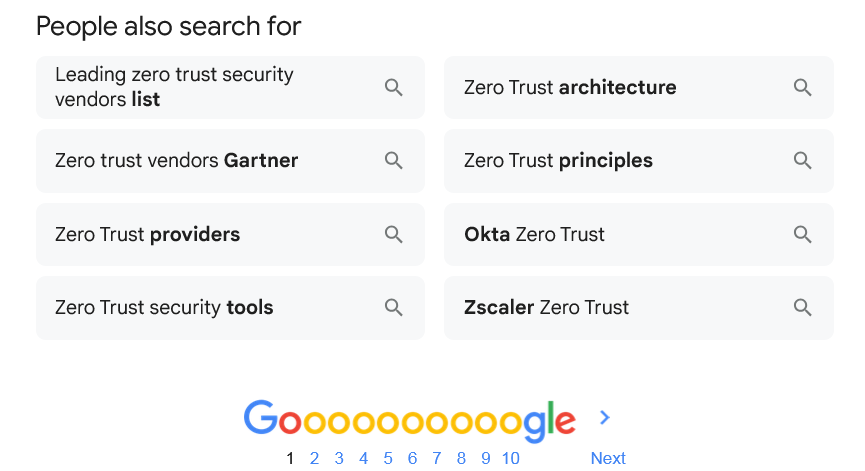 People also search for
Leading zero trust security
vendors list
Zero Trust architecture
Zero trust vendors Gartner
Zero Trust principles
Zero Trust providers
Okta Zero Trust
Zero Trust security tools
Zscaler Zero Trust
Goooooooooogle
1 2 3 4 5 6 7 8 9 10 Next